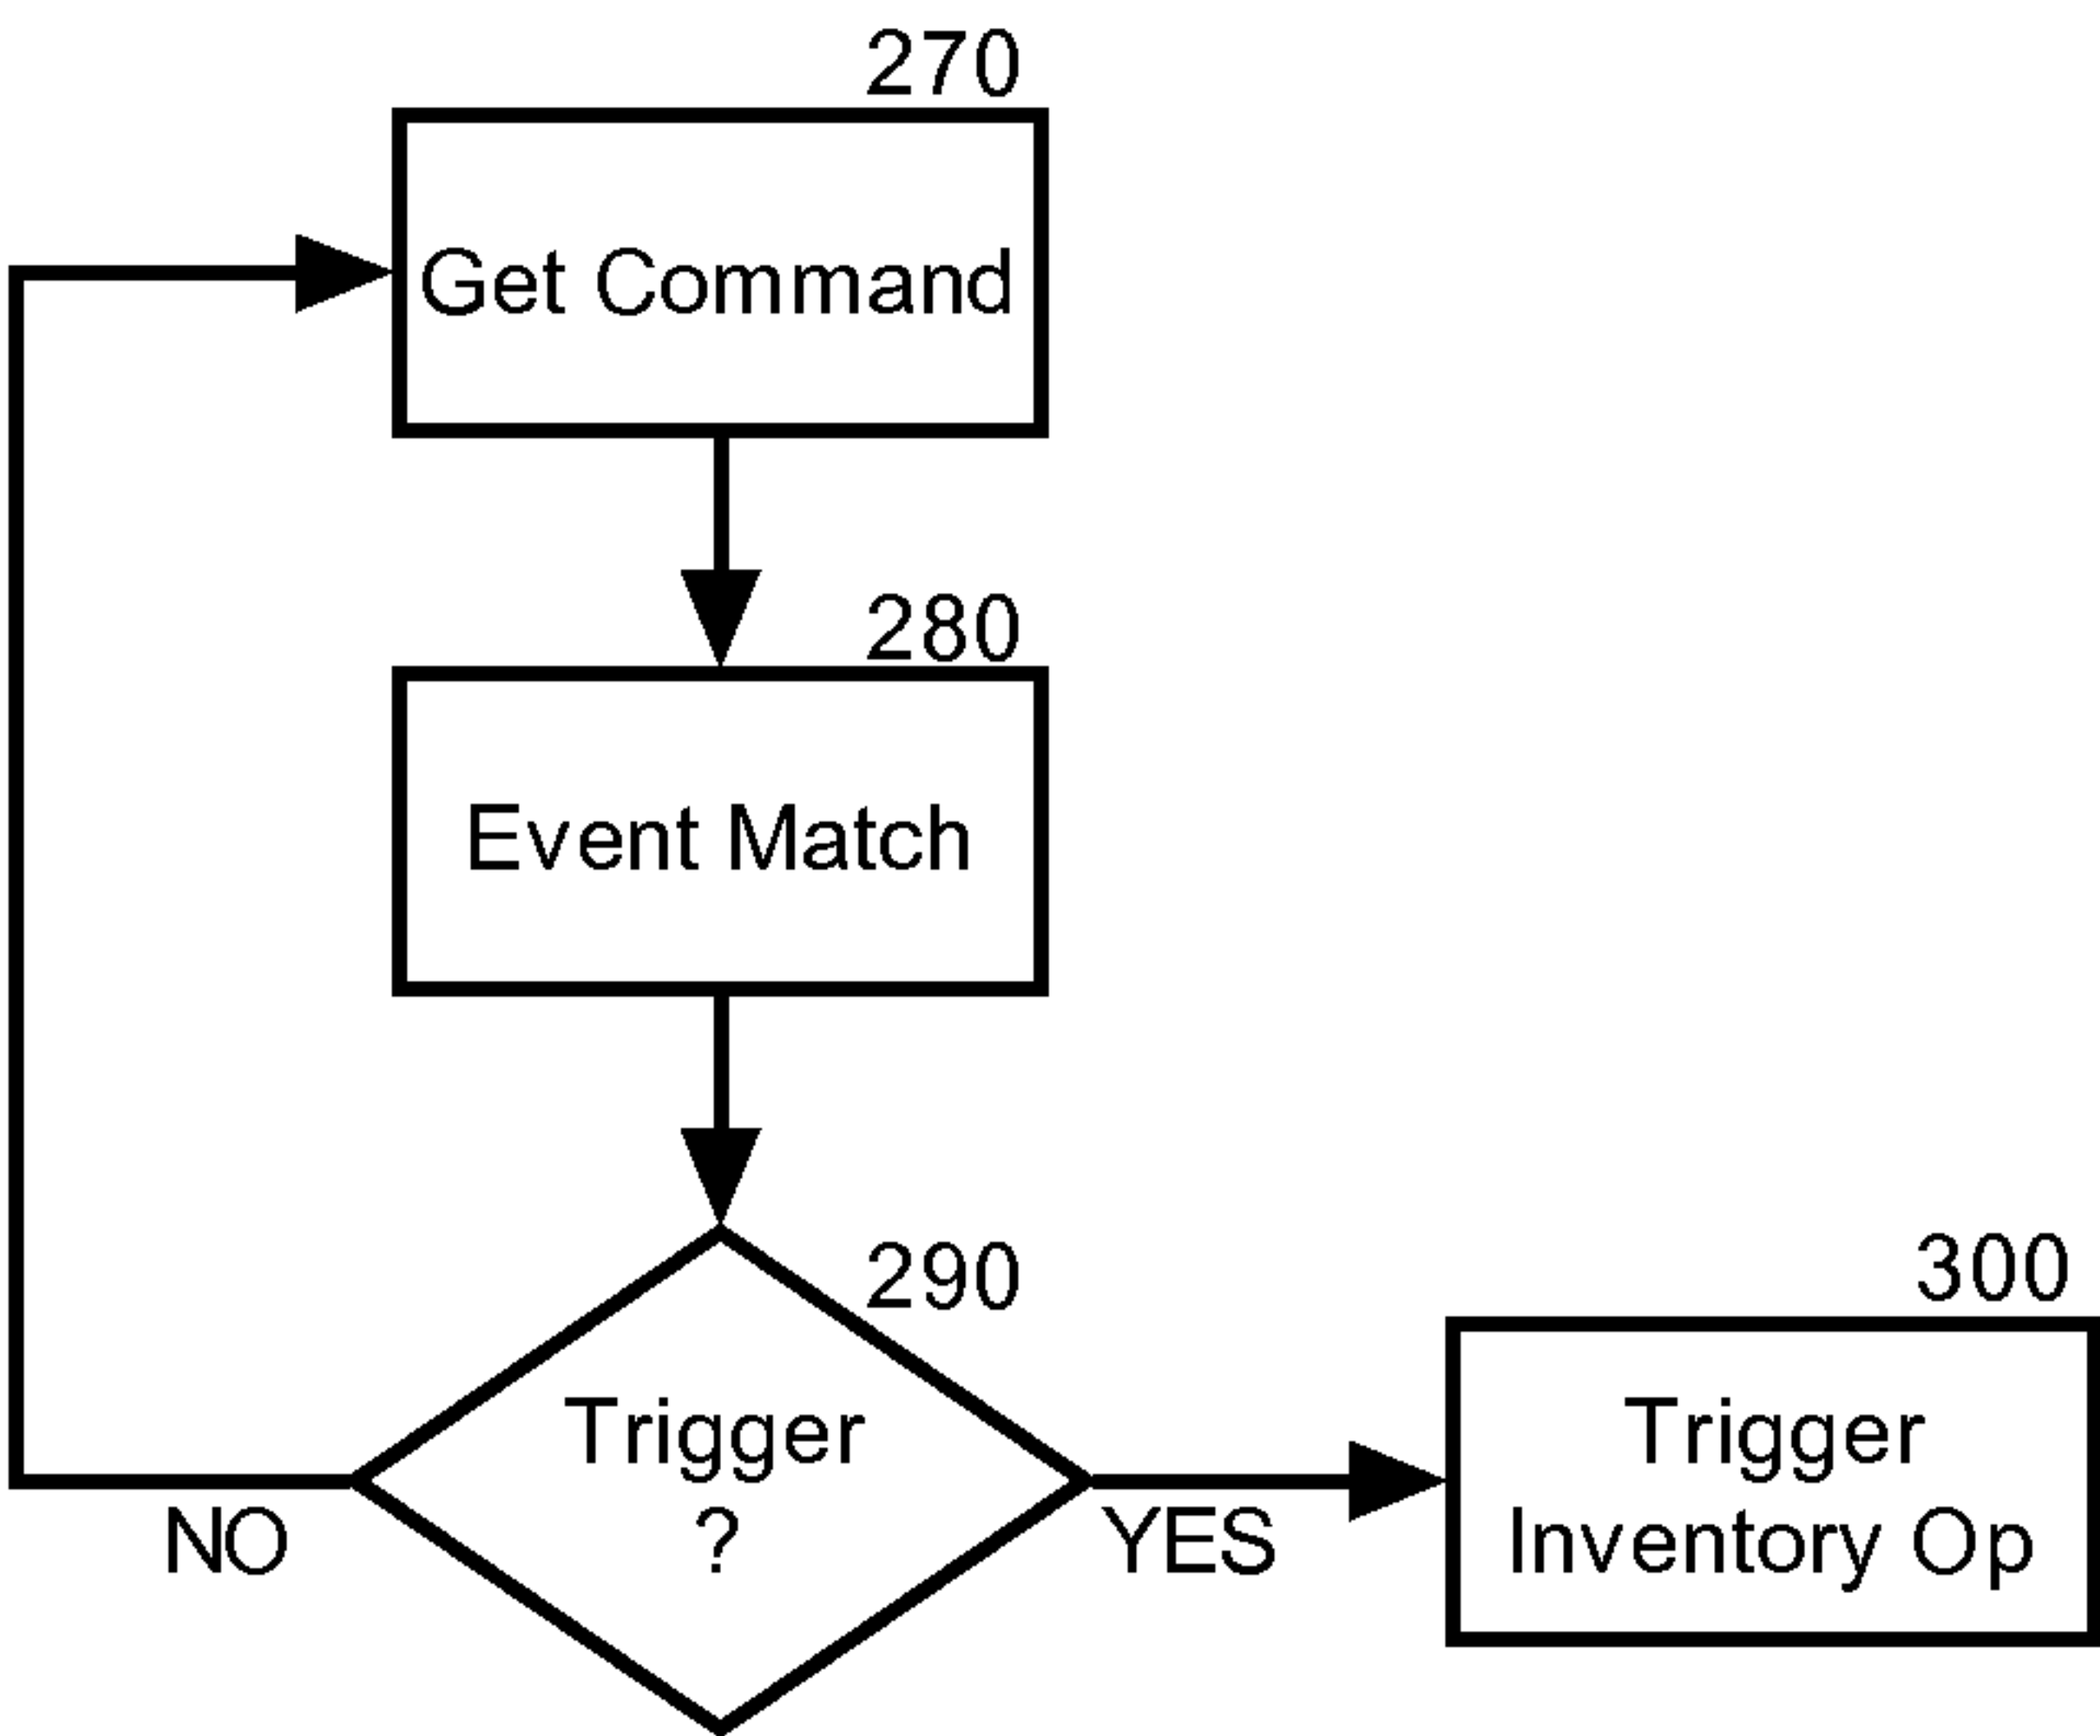 270
Get Command
280
Event Match
290
Trigger
?
NO
YES
300
Trigger
Inventory Op